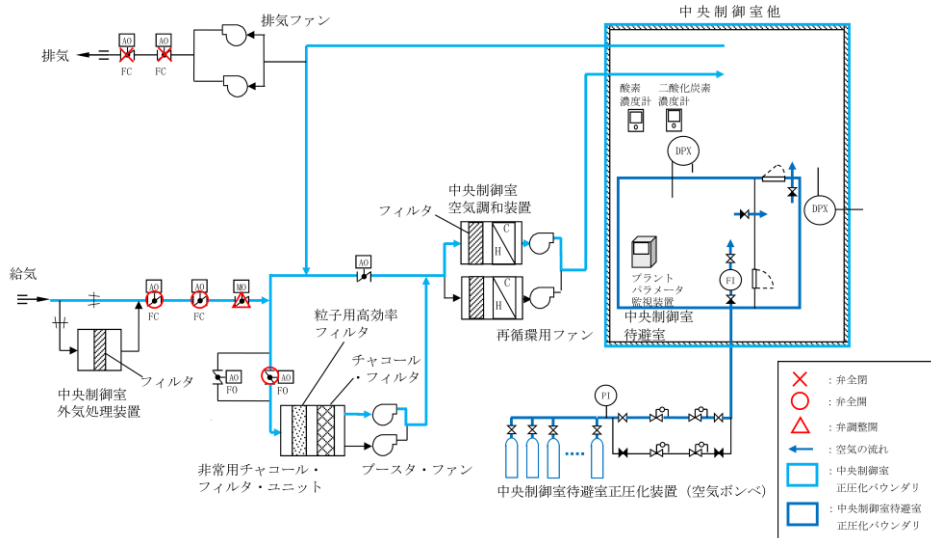 中央制御室他
排気ファン
AO
AO
排気
FC
FC
酸素
濃度計
二酸化炭素
濃度計
DPX
DPX
中央制御室
空気調和装置
フィルタ
C
H
C
H
再循環用ファン
プラント
パラメータ
監視装置
FI
中央制御室
待避室
給気
AO
AO
MO
AO
FC
FC
フィルタ
中央制御室
外気処理装置
粒子用高効率
フィルタ
チャコール・
フィルタ
AO
FO
AO
FO
非常用チャコール・
フィルタ・ユニット
ブースタ・ファン
PI
中央制御室待避室正圧化装置（空気ボンベ）
：弁全閉
：弁全開
：弁調整開
：空気の流れ
：中央制御室
正圧化バウンダリ
：中央制御室待避室
正圧化バウンダリ